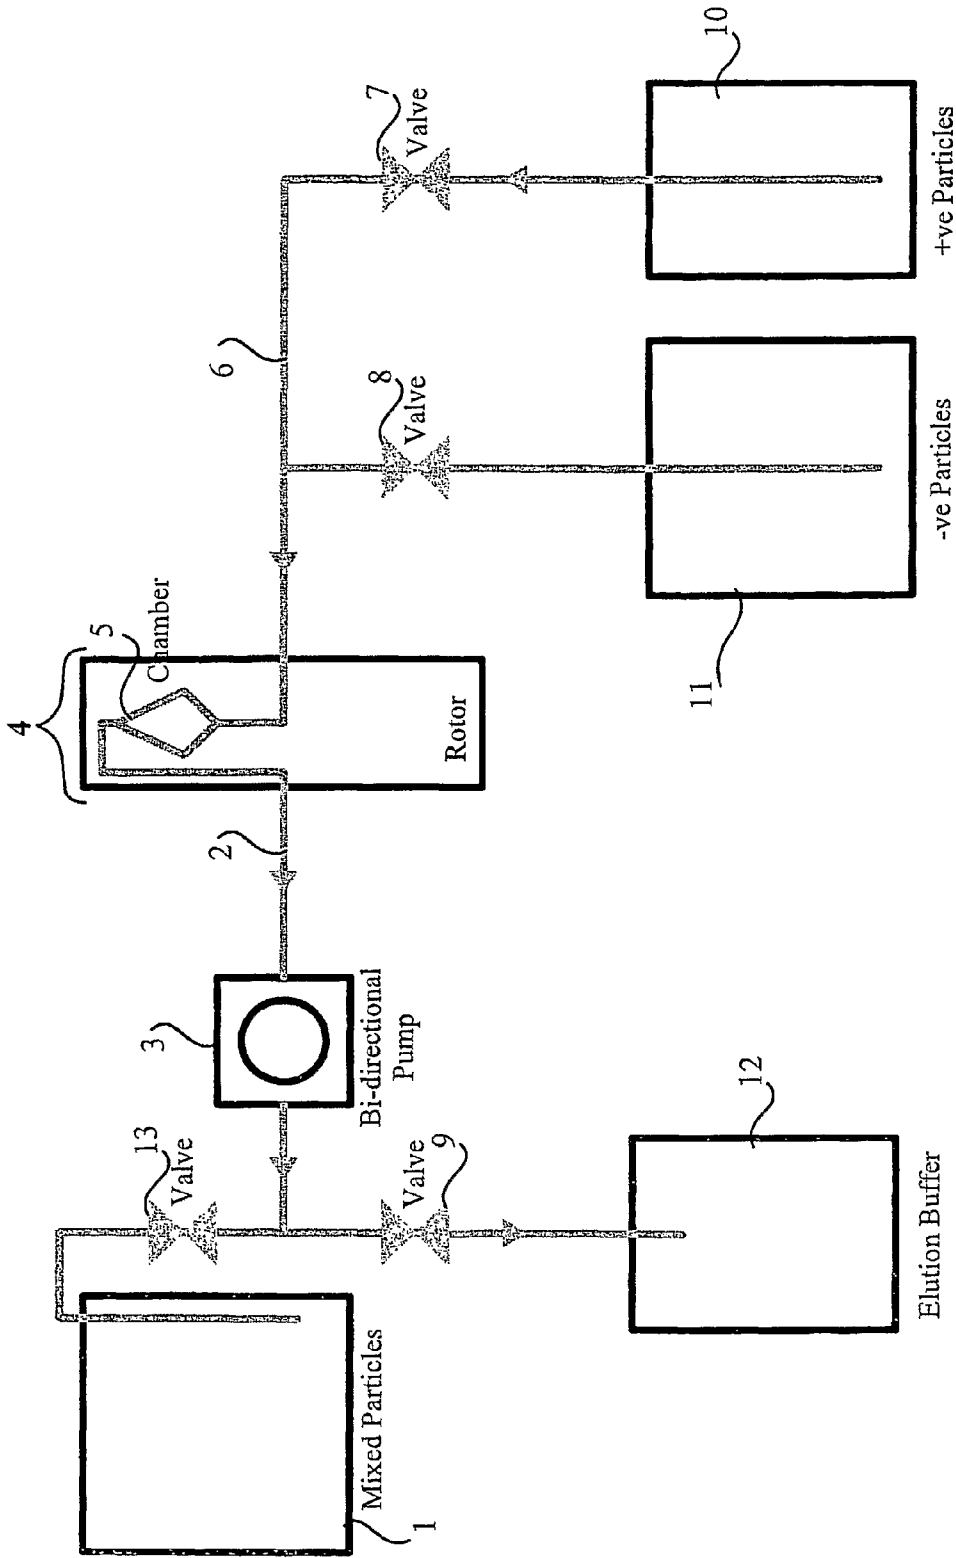 4
5
Chamber
13
Valve
3
2
6
7
Valve
8
Valve
Mixed Particles
1
Bi-directional
Pump
Valve
9
Rotor
11
10
12
Elution Buffer
-ve Particles
+ve Particles